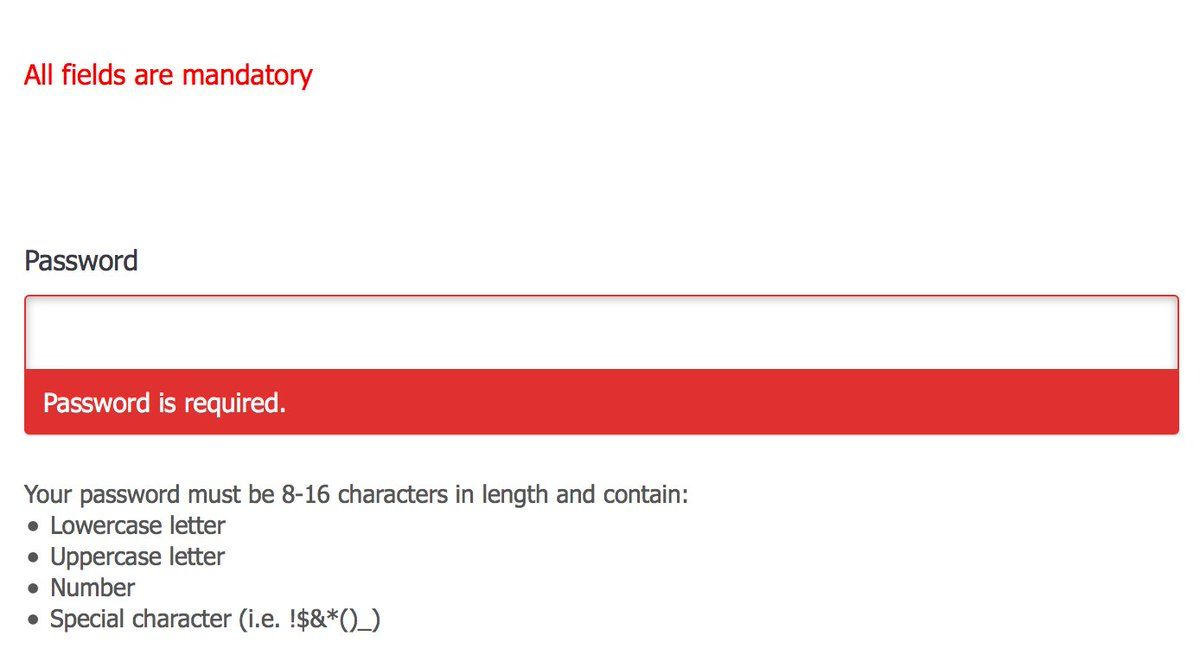 All fields are mandatory
Password
Password is required.
Your password must be 8-16 characters in length and contain:
• Lowercase letter
• Uppercase letter
• Number
• Special character (i.e. !$&*()_)